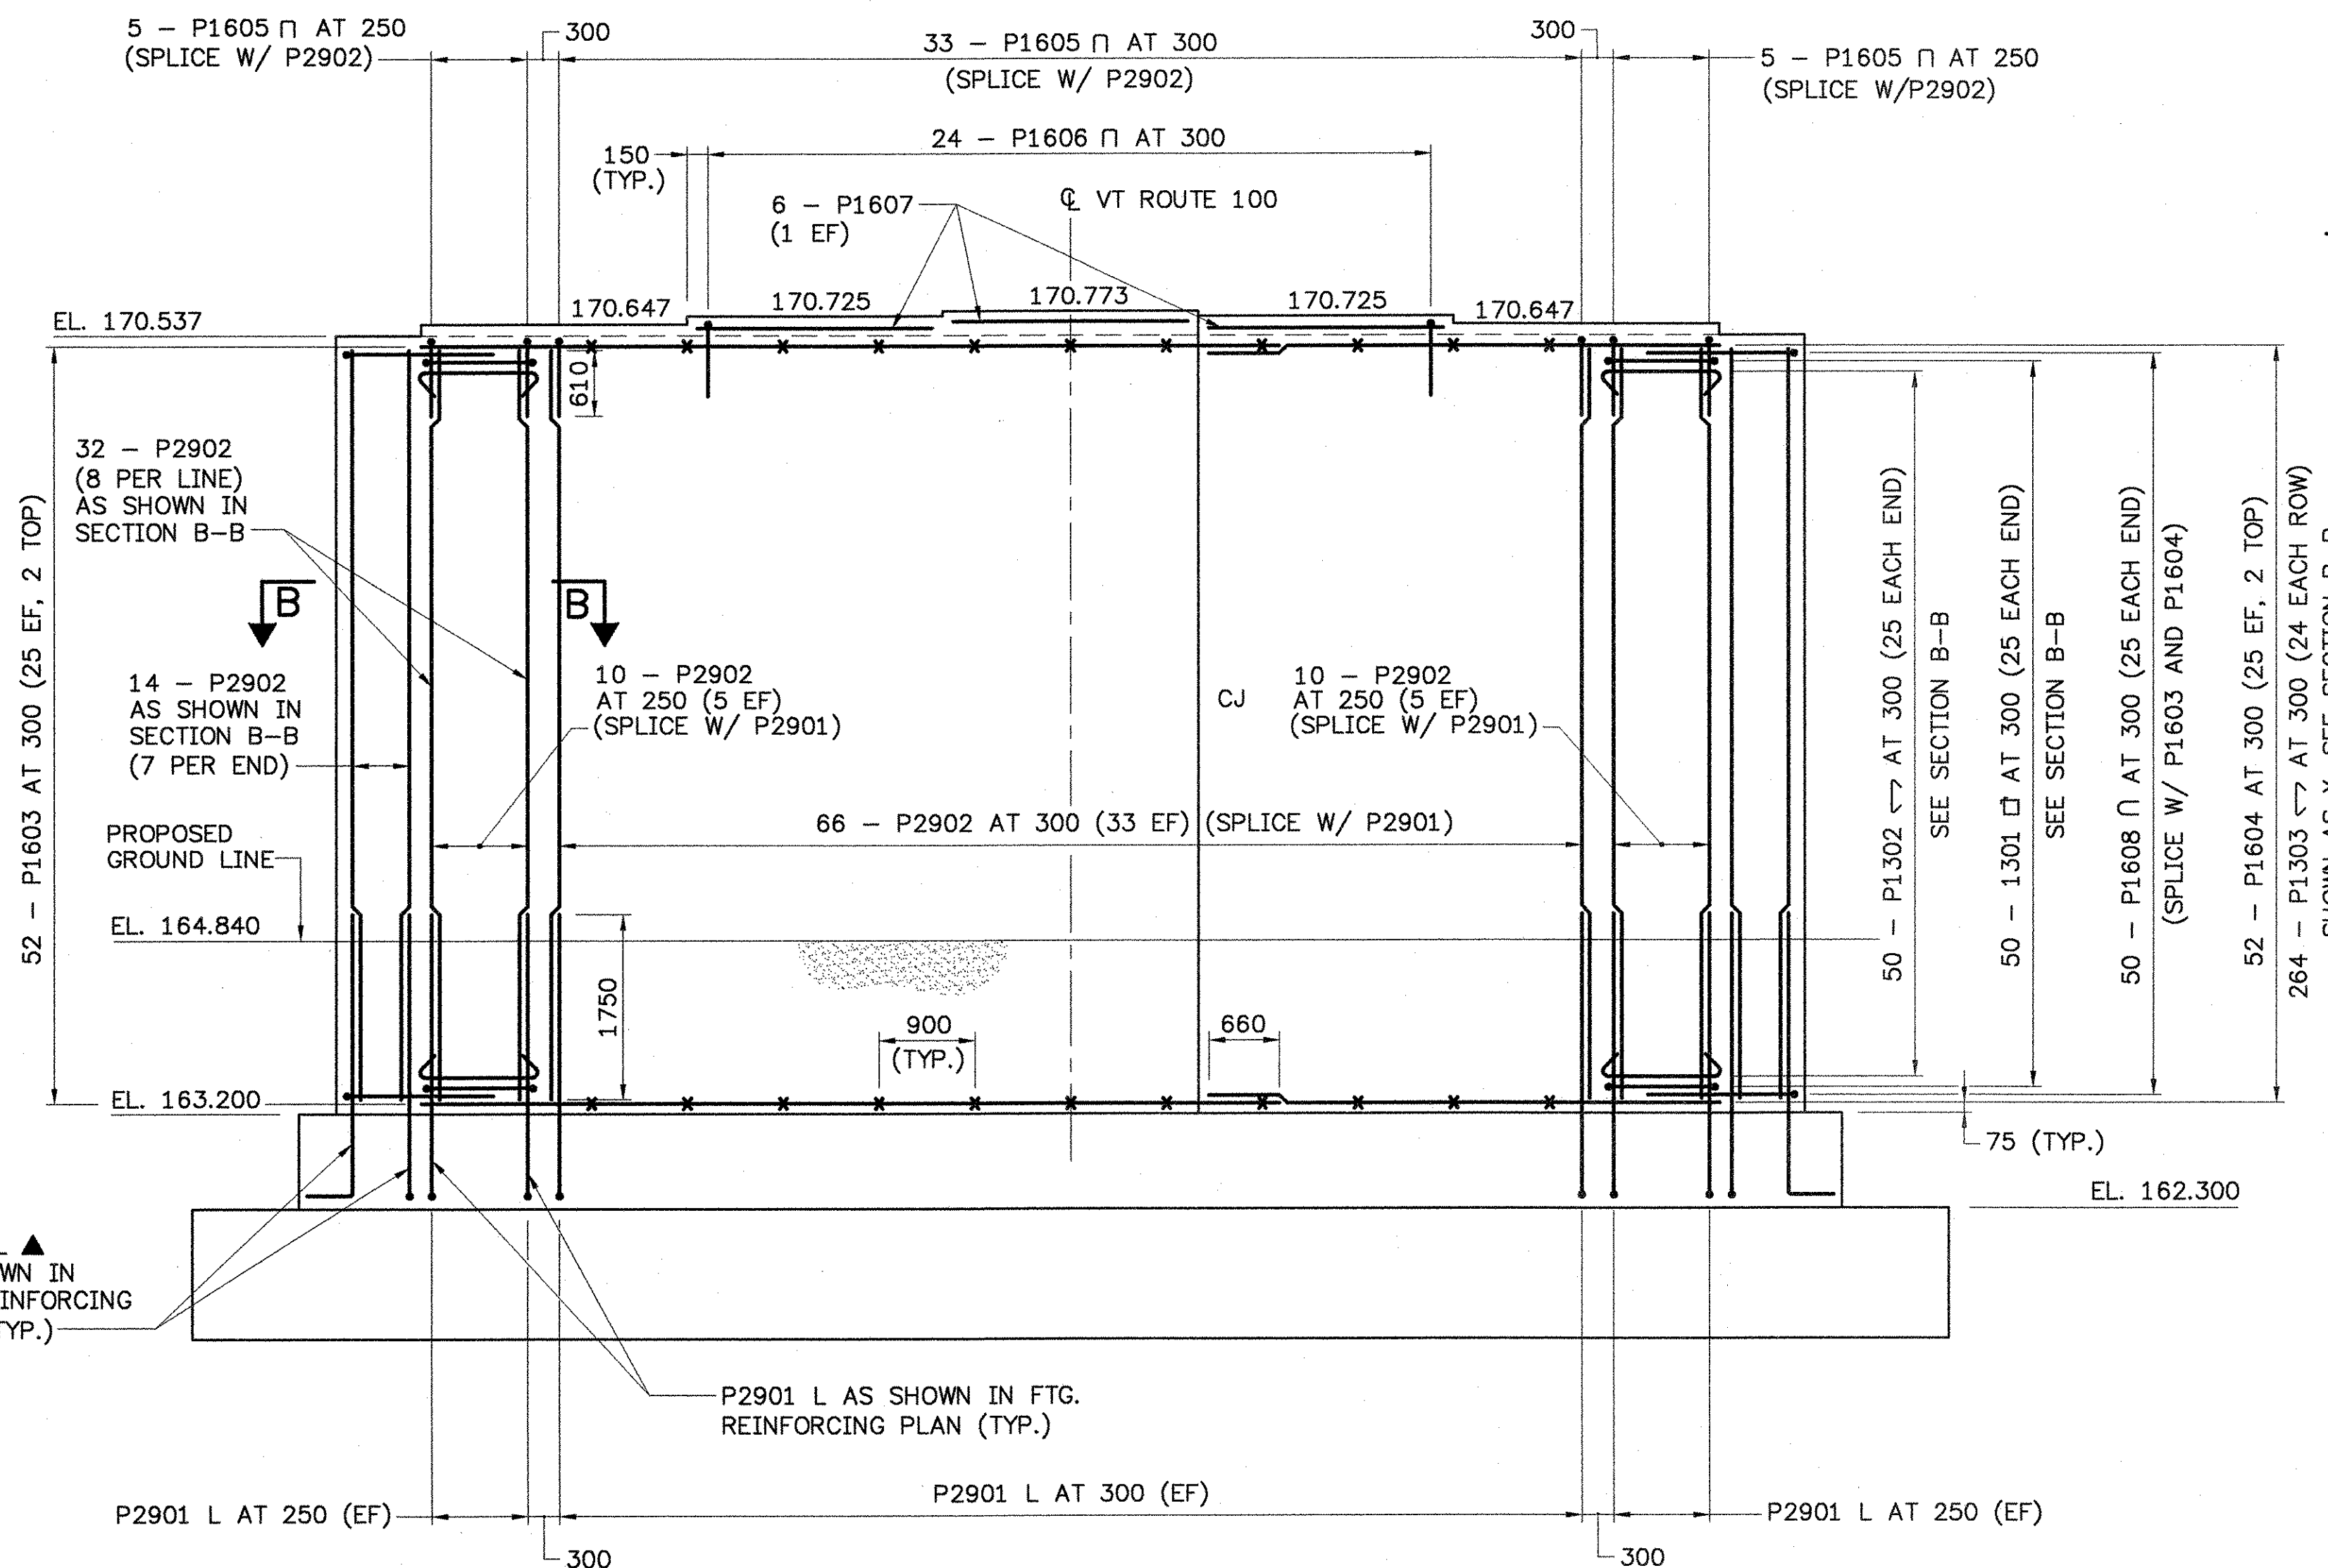 5 - P1605 ⊓ AT 250
(SPLICE W/ P2902)
300
33 - P1605 ⊓ AT 300
(SPLICE W/ P2902)
300
5 - P1605 ⊓ AT 250
(SPLICE W/P2902)
24 - P1606 ⊓ AT 300
150
(TYP.)
6 - P1607
(1 EF)
℄ VT ROUTE 100
EL. 170.537
170.647
170.725
170.773
170.725
170.647
610
32 - P2902
(8 PER LINE)
AS SHOWN IN
SECTION B-B
B
B
52 - P1603 AT 300 (25 EF, 2 TOP)
14 - P2902
AS SHOWN IN
SECTION B-B
(7 PER END)
10 - P2902
AT 250 (5 EF)
(SPLICE W/ P2901)
CJ
10 - P2902
AT 250 (5 EF)
(SPLICE W/ P2901)
66 - P2902 AT 300 (33 EF) (SPLICE W/ P2901)
PROPOSED
GROUND LINE
EL. 164.840
1750
900
(TYP.)
660
EL. 163.200
75 (TYP.)
EL. 162.300
50 - P1302 AT 300 (25 EACH END)
SEE SECTION B-B
50 - 1301 □ AT 300 (25 EACH END)
SEE SECTION B-B
50 - P1608 ⊓ AT 300 (25 EACH END)
(SPLICE W/ P1603 AND P1604)
52 - P1604 AT 300 (25 EF, 2 TOP)
264 - P1303 AT 300 (24 EACH ROW)
▲
WN IN
INFORCING
TYP.)
P2901 L AS SHOWN IN FTG.
REINFORCING PLAN (TYP.)
P2901 L AT 250 (EF)
300
P2901 L AT 300 (EF)
300
P2901 L AT 250 (EF)